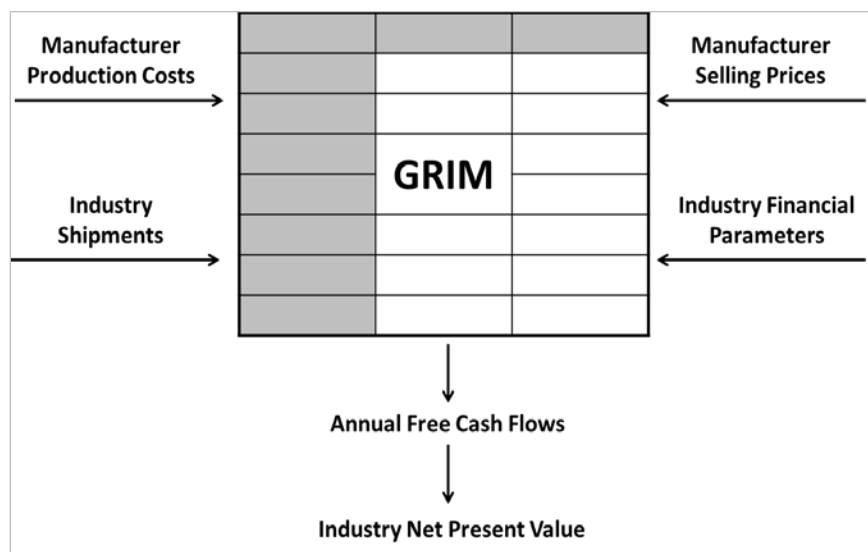 Manufacturer
Production Costs
Manufacturer
Selling Prices
GRIM
Industry
Shipments
Industry Financial
Parameters
Annual Free Cash Flows
Industry Net Present Value